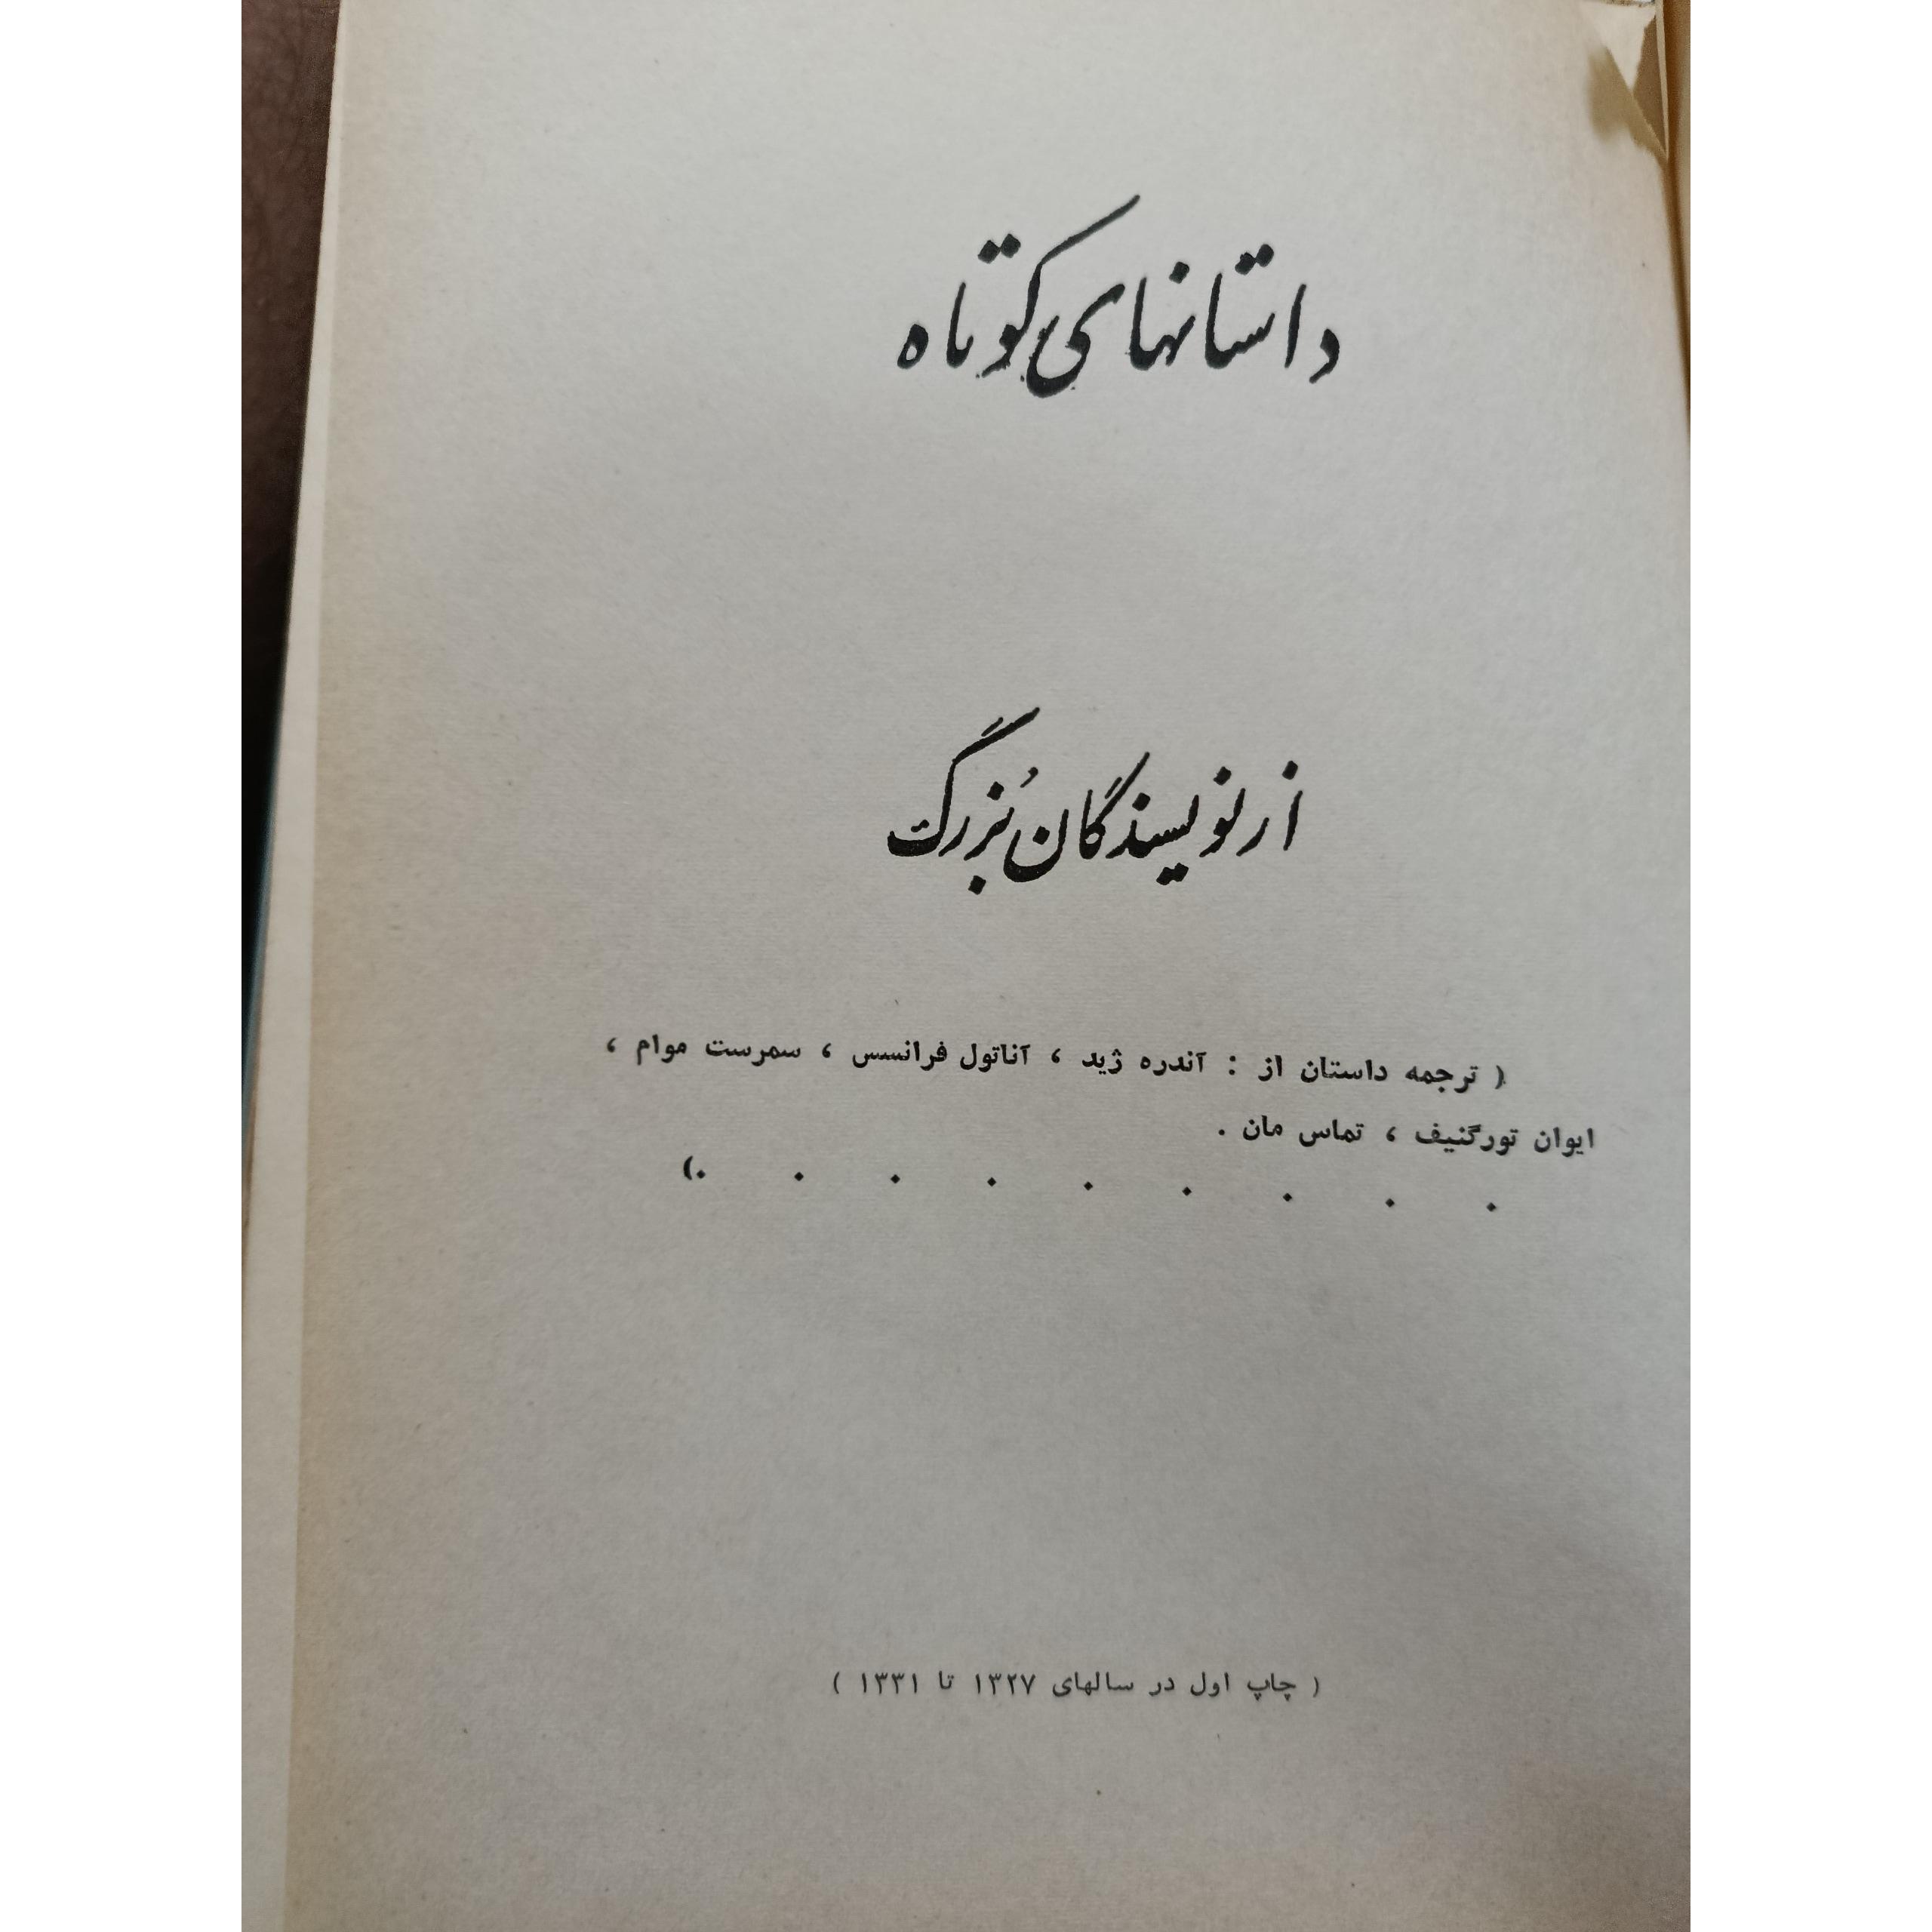 داستانهای کوتاه
از نویسندگان بُزرگ
( ترجمه داستان از : آندره ژید ، آناتول فرانسس ، سمرست موام ،
ایوان تورگنیف ، تماس مان .
. . . . . . . . .)
( چاپ اول در سالهای ۱۳۲۷ تا ۱۳۳۱ )